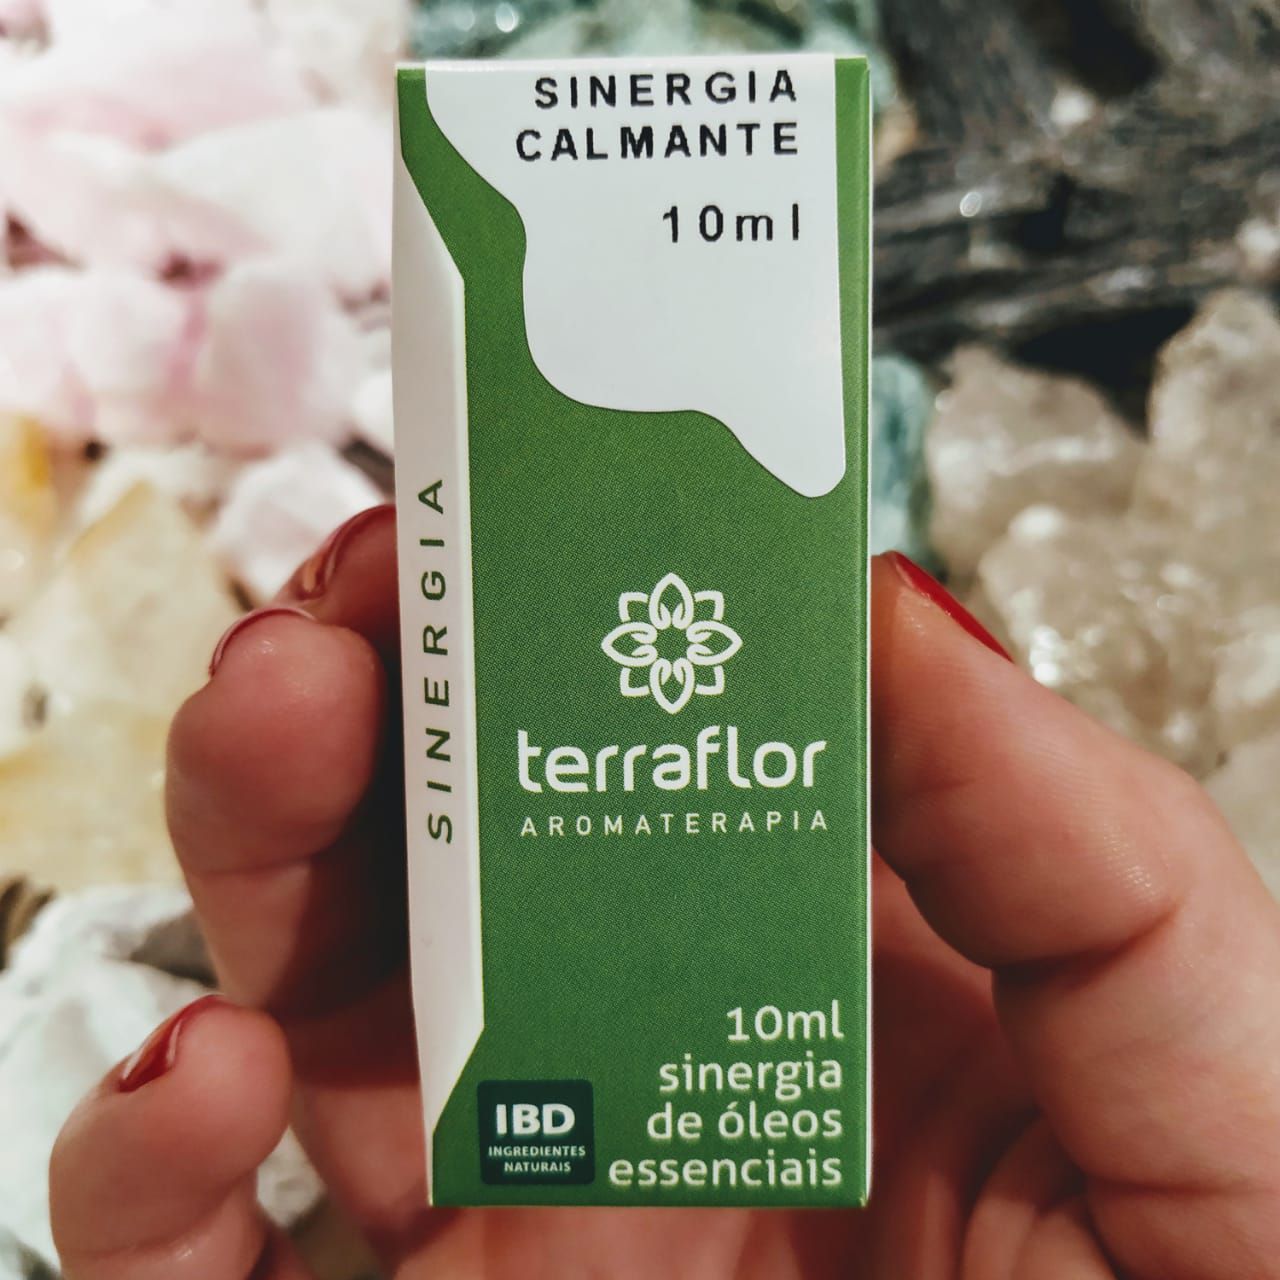 SINERGIA
CALMANTE
10ml
SINERGIA
terraflor
AROMATERAPIA
10ml
sinergia
de óleos
essenciais
IBD
INGREDIENTES
NATURAIS